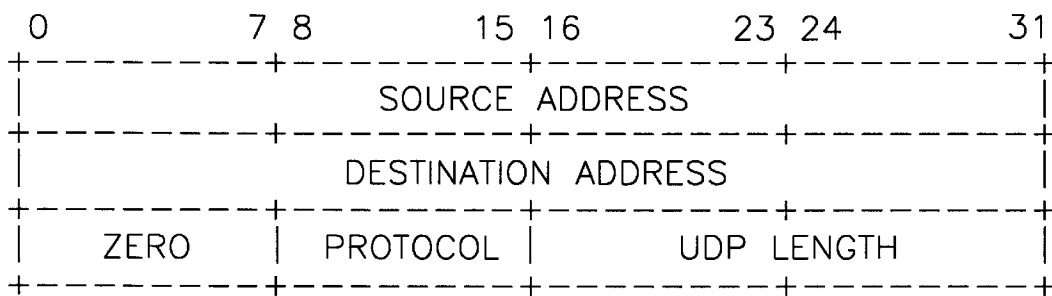 0 7 8 15 16 23 24 31
SOURCE ADDRESS
DESTINATION ADDRESS
ZERO PROTOCOL UDP LENGTH